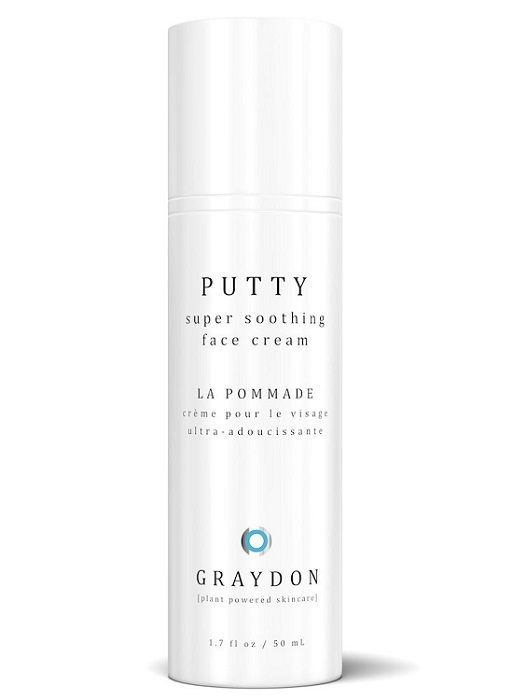 PUTTY
super soothing
face cream
LA POMMADE
crème pour le visage
ultra-adoucissante
GRAYDON
[plant powered skincare]
1.7 fl oz / 50 mL